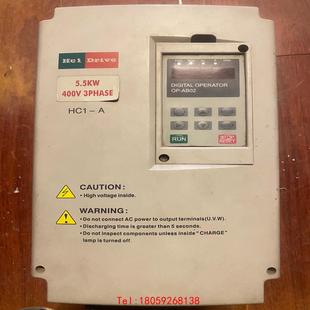 Hc1 Drive
5.5KW
400V 3PHASE
HC1-A
DIGITAL OPERATOR
OP-AB02
RUN
STOP
RESET
CAUTION:
High voltage inside.
WARNING:
Do not connect AC power to output terminals(U.V.W).
Discharging time is greater than 5 seconds.
Do not inspect components unless inside "CHARGE"
lamp is turned off.
Tel:18059268138